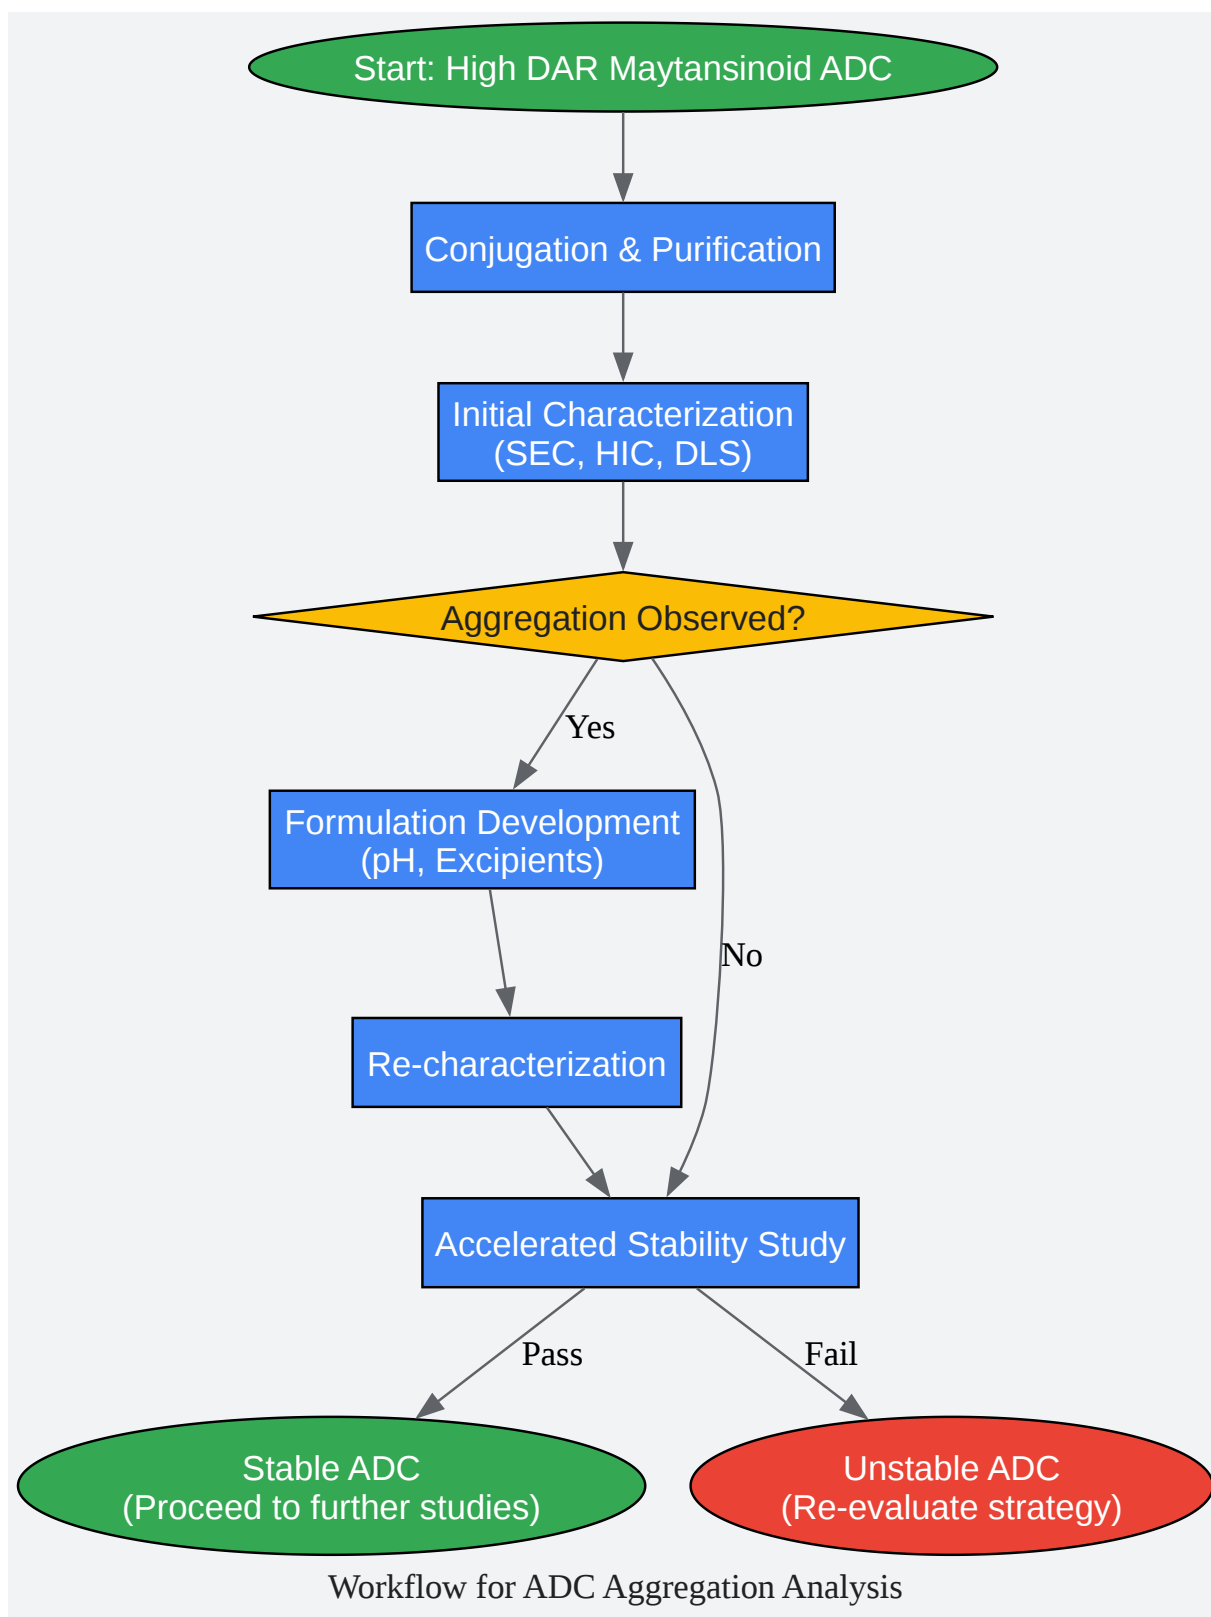 Start: High DAR Maytansinoid ADC
Conjugation & Purification
Initial Characterization
(SEC, HIC, DLS)
Aggregation Observed?
Yes
Formulation Development
(pH, Excipients)
No
Re-characterization
Accelerated Stability Study
Pass
Fail
Stable ADC
(Proceed to further studies)
Unstable ADC
(Re-evaluate strategy)
Workflow for ADC Aggregation Analysis